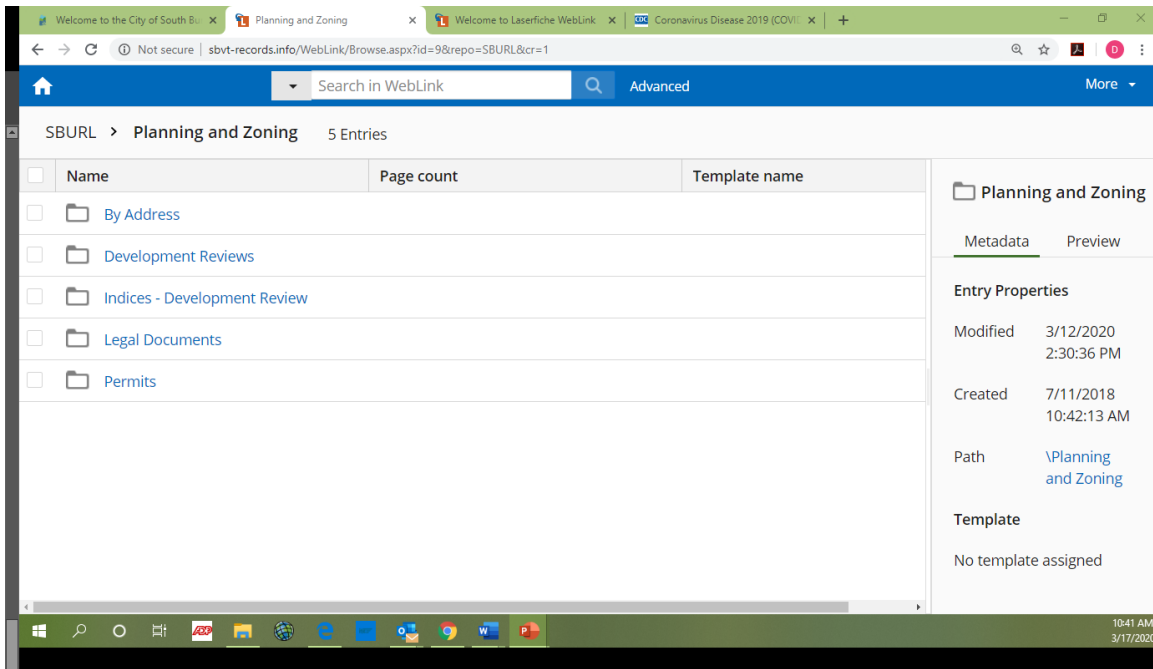 Welcome to the City of South Bu
Planning and Zoning
Welcome to Laserfiche WebLink
CDC
Coronavirus Disease 2019 (COVID
Not secure | sbvt-records.info/WebLink/Browse.aspx?id=9&repo=SBURL&cr=1
D
Search in WebLink
Advanced
More
SBURL > Planning and Zoning 5 Entries
Name Page count Template name
By Address
Development Reviews
Indices - Development Review
Legal Documents
Permits
Planning and Zoning
Metadata Preview
Entry Properties
Modified 3/12/2020
2:30:36 PM
Created 7/11/2018
10:42:13 AM
Path \Planning
and Zoning
Template
No template assigned
ADP
10:41 AM
3/17/2020